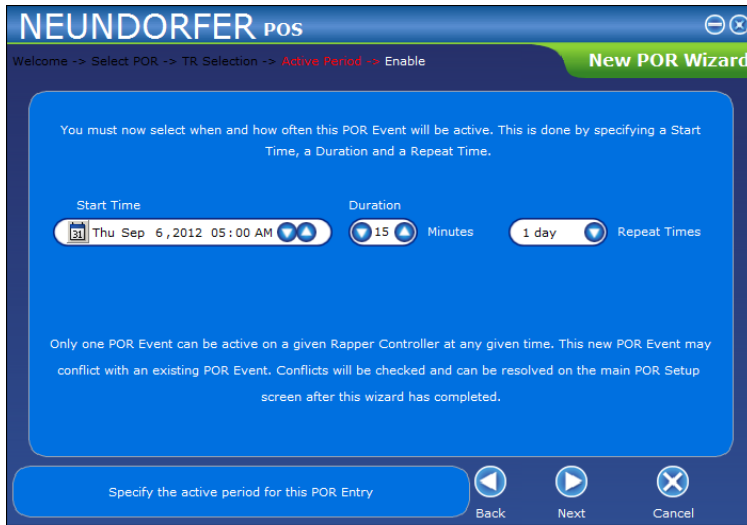 NEUNDORFER POS
Welcome -> Select POR -> TR Selection -> Active Period -> Enable
New POR Wizard
You must now select when and how often this POR Event will be active. This is done by specifying a Start
Time, a Duration and a Repeat Time.
Start Time
Duration
31 Thu Sep 6,2012 05:00 AM
15 Minutes
1 day Repeat Times
Only one POR Event can be active on a given Rapper Controller at any given time. This new POR Event may
conflict with an existing POR Event. Conflicts will be checked and can be resolved on the main POR Setup
screen after this wizard has completed.
Specify the active period for this POR Entry
Back
Next
Cancel